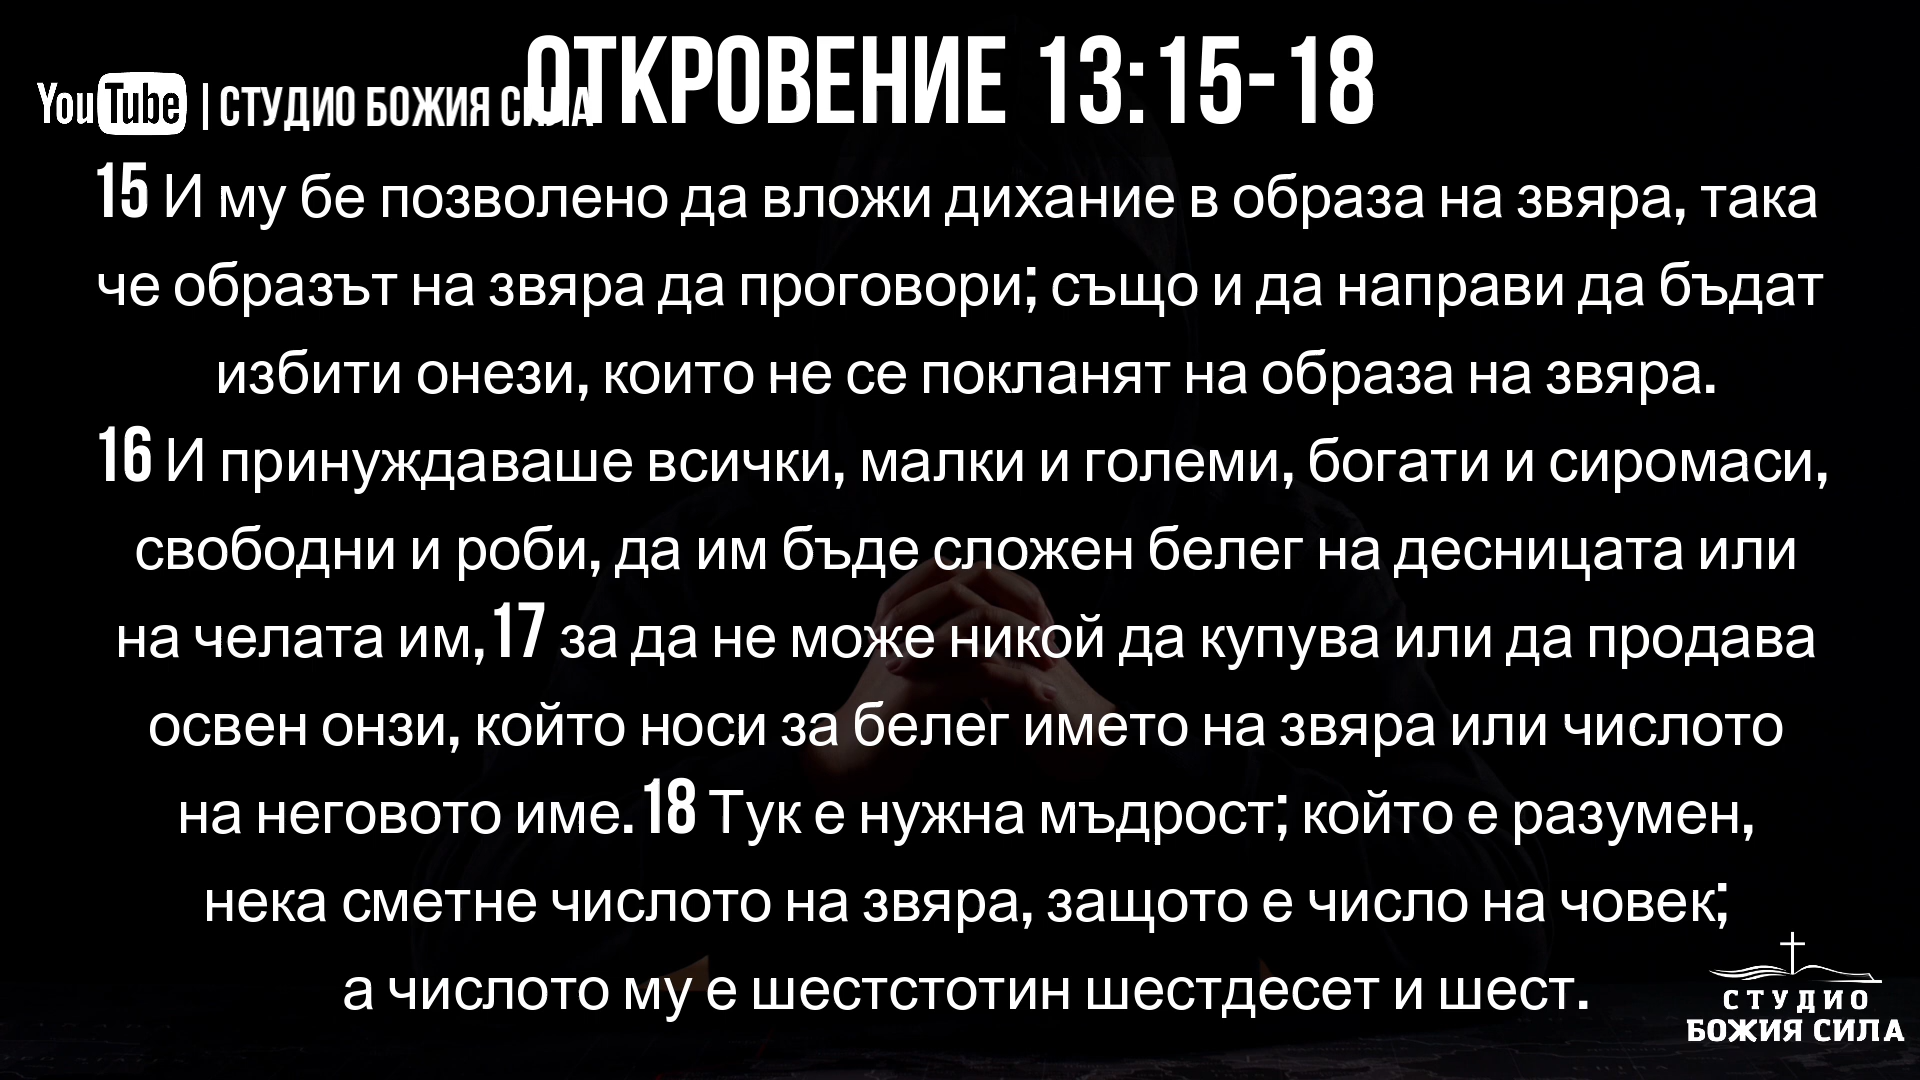 ОТКРОВЕНИЕ 13:15-18
YouTube | СТУДИО БОЖИЯ СИЛА
15 И му бе позволено да вложи дихание в образа на звяра, така
че образът на звяра да проговори; също и да направи да бъдат
избити онези, които не се покланят на образа на звяра.
16 И принуждаваше всички, малки и големи, богати и сиромаси,
свободни и роби, да им бъде сложен белег на десницата или
на челата им,17 за да не може никой да купува или да продава
освен онзи, който носи за белег името на звяра или числото
на неговото име.18 Тук е нужна мъдрост; който е разумен,
нека сметне числото на звяра, защото е число на човек;
а числото му е шестстотин шестдесет и шест.
СТУДИО
БОЖИЯ СИЛА